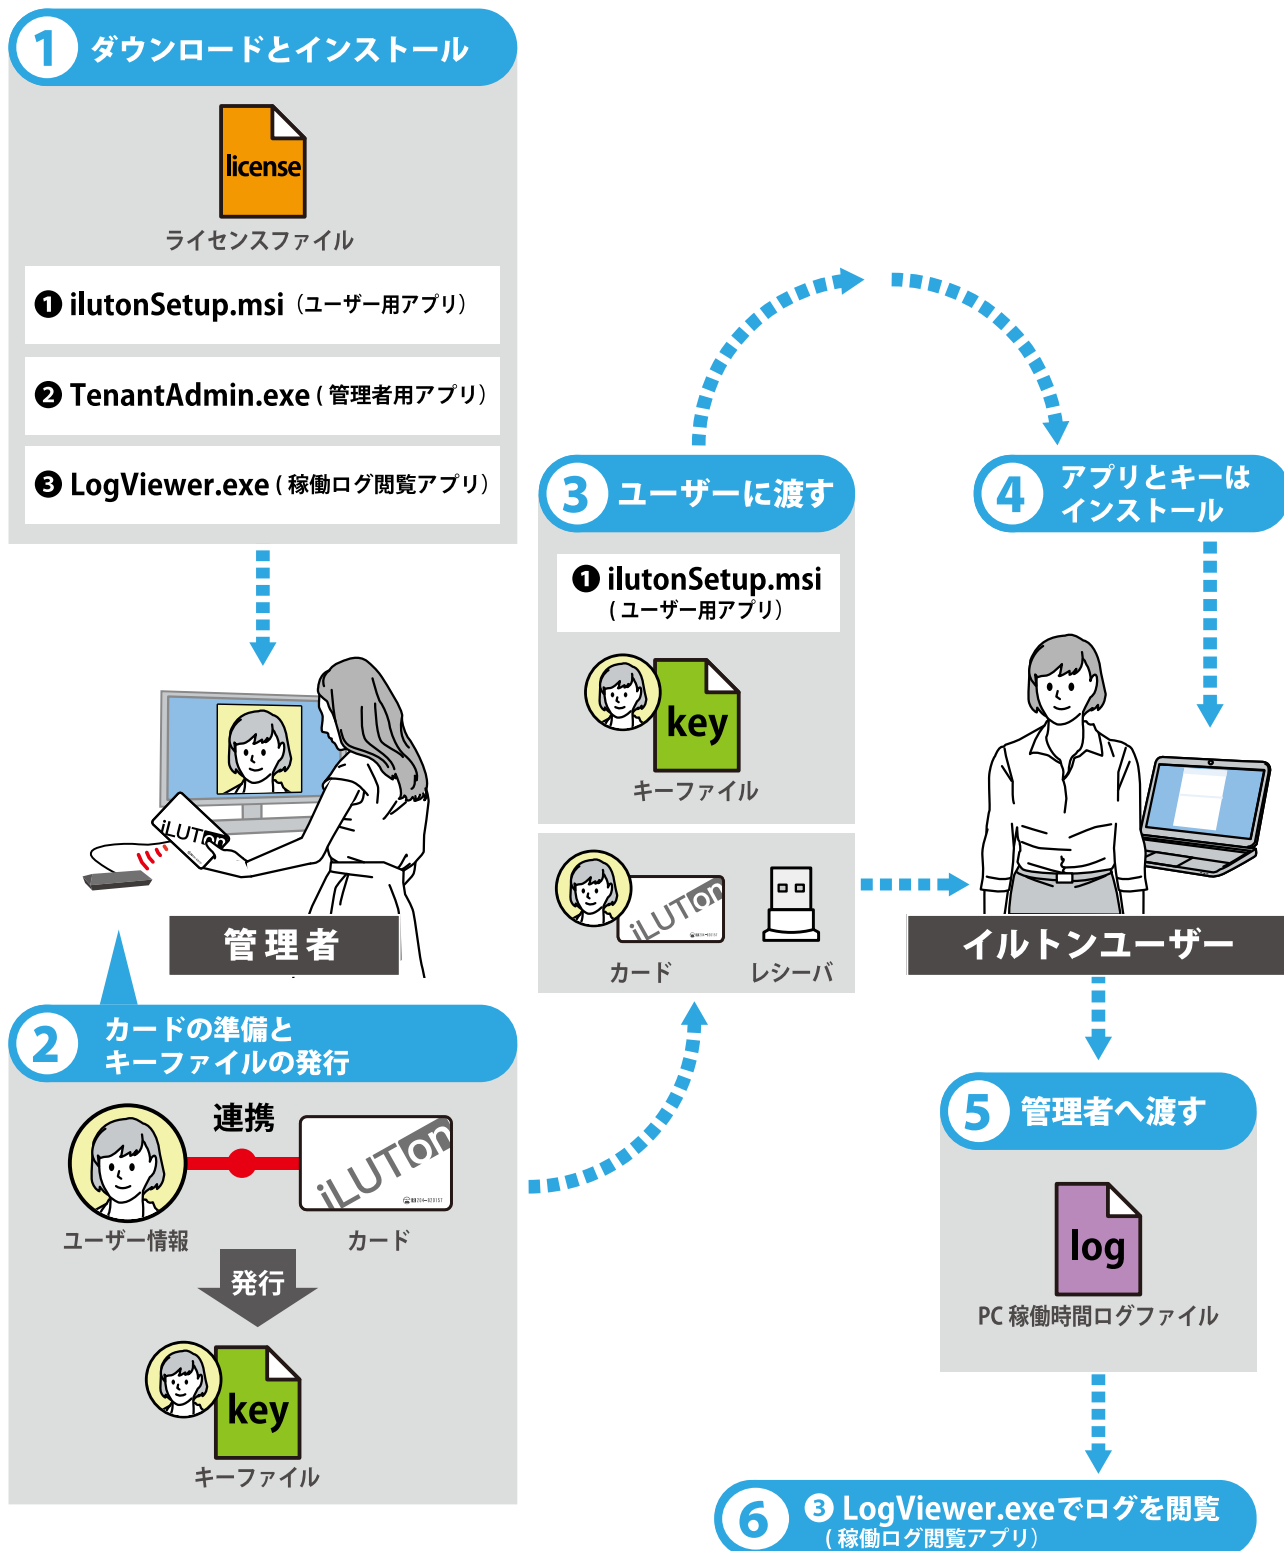 1 ダウンロードとインストール
license
ライセンスファイル
❶ ilutonSetup.msi（ユーザー用アプリ）
❷ TenantAdmin.exe ( 管理者用アプリ）
❸ LogViewer.exe ( 稼働ログ閲覧アプリ）
iLUTon
管理者
2 カードの準備と
キーファイルの発行
連携
iLUTon
ユーザー情報
カード
発行
key
キーファイル
3 ユーザーに渡す
❶ ilutonSetup.msi
( ユーザー用アプリ）
key
キーファイル
iLUTon
カード
レシーバ
4 アプリとキーは
インストール
イルトンユーザー
5 管理者へ渡す
log
PC 稼働時間ログファイル
6 ❸ LogViewer.exeでログを閲覧
( 稼働ログ閲覧アプリ）